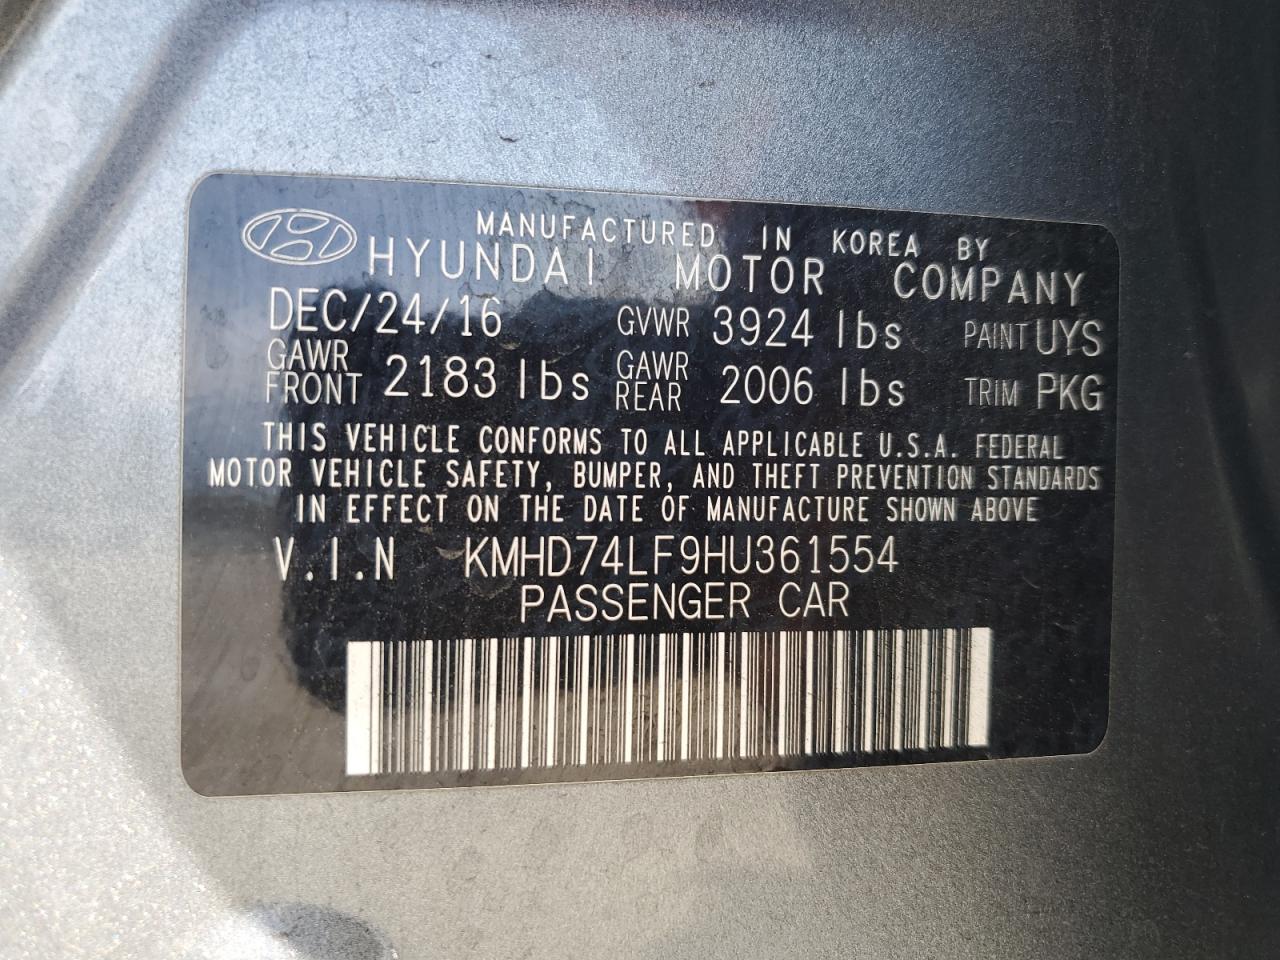 MANUFACTURED IN KOREA BY
HYUNDAI MOTOR COMPANY
DEC/24/16 GVWR 3924 lbs PAINT UYS
GAWR FRONT 2183 lbs GAWR REAR 2006 lbs TRIM PKG
THIS VEHICLE CONFORMS TO ALL APPLICABLE U.S.A. FEDERAL
MOTOR VEHICLE SAFETY, BUMPER, AND THEFT PREVENTION STANDARDS
IN EFFECT ON THE DATE OF MANUFACTURE SHOWN ABOVE
V.I.N KMHD74LF9HU361554
PASSENGER CAR